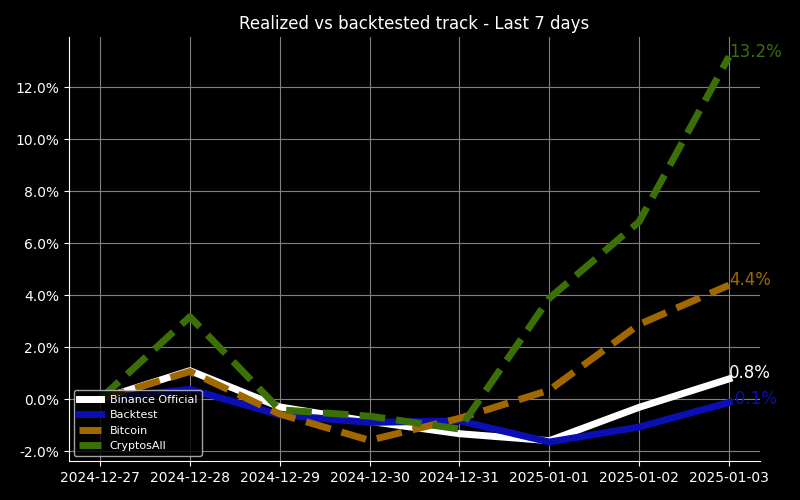 Realized vs backtested track - Last 7 days
13.2%
12.0%
10.0%
8.0%
6.0%
4.4%
4.0%
2.0%
0.8%
-0.1%
0.0%
-2.0%
Binance Official
Backtest
Bitcoin
CryptosAll
2024-12-27 2024-12-28 2024-12-29 2024-12-30 2024-12-31 2025-01-01 2025-01-02 2025-01-03